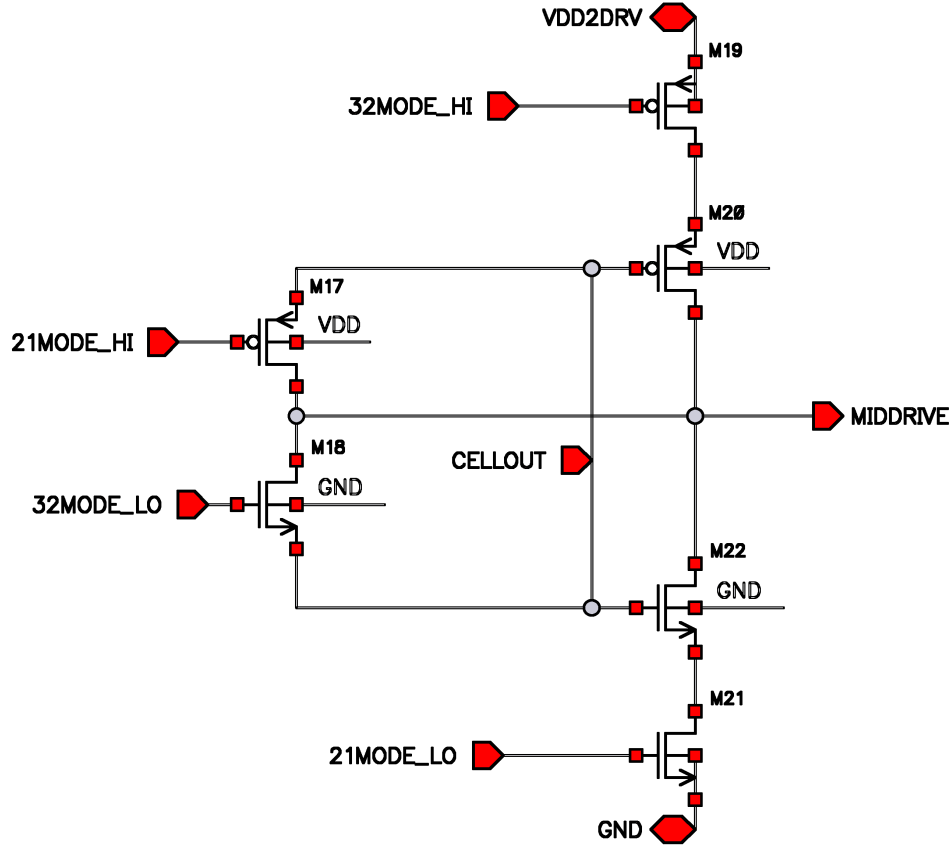 VDD2DRV
M19
32MODE_HI
M20
VDD
M17
VDD
21MODE_HI
MIDDRIVE
M18
CELLOUT
GND
32MODE_LO
M22
GND
M21
21MODE_LO
GND